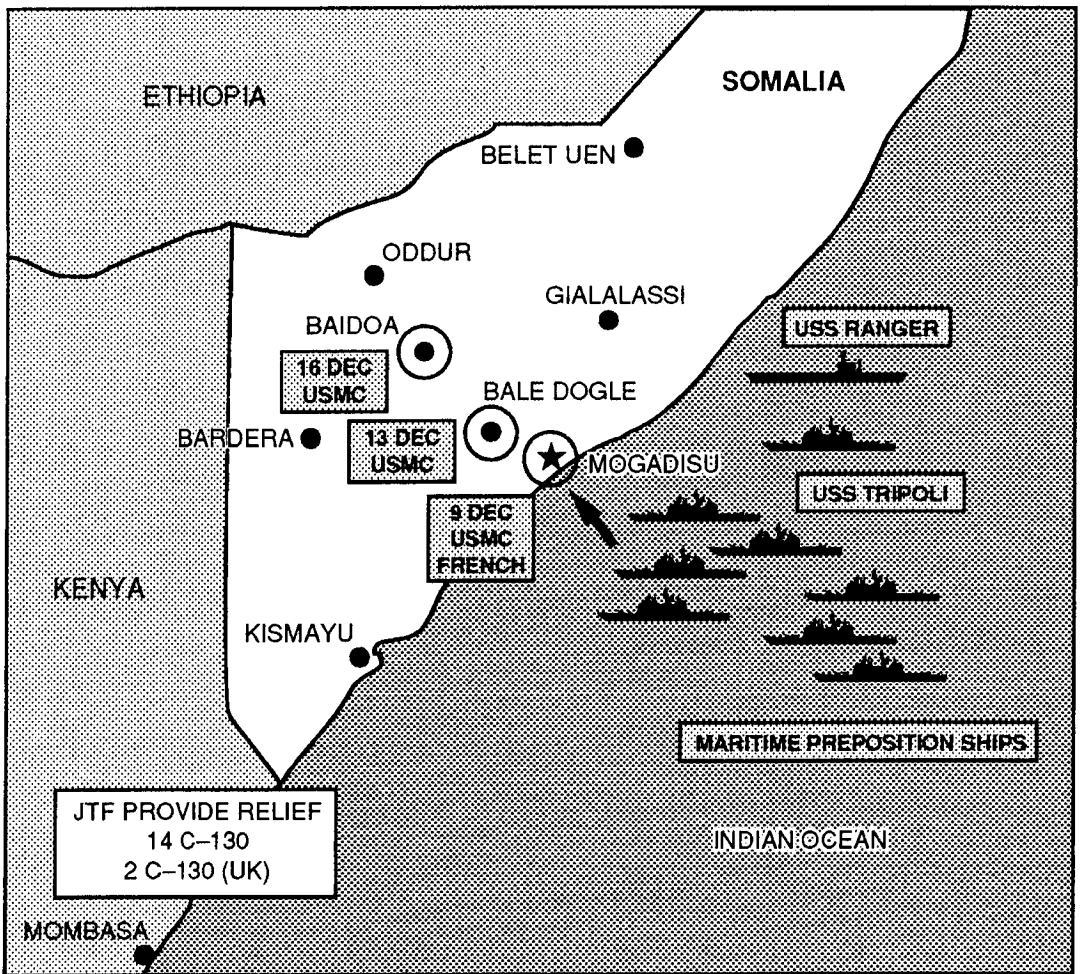 SOMALIA
ETHIOPIA
BELET UEN
ODDUR
GIALALASSI
BAIDOA
USS RANGER
16 DEC
USMC
BALE DOGLE
BARDERA
13 DEC
USMC
MOGADISU
USS TRIPOLI
9 DEC
USMC
FRENCH
KENYA
KISMAYU
MARITIME PREPOSITION SHIPS
JTF PROVIDE RELIEF
14 C–130
2 C–130 (UK)
INDIAN OCEAN
MOMBASA